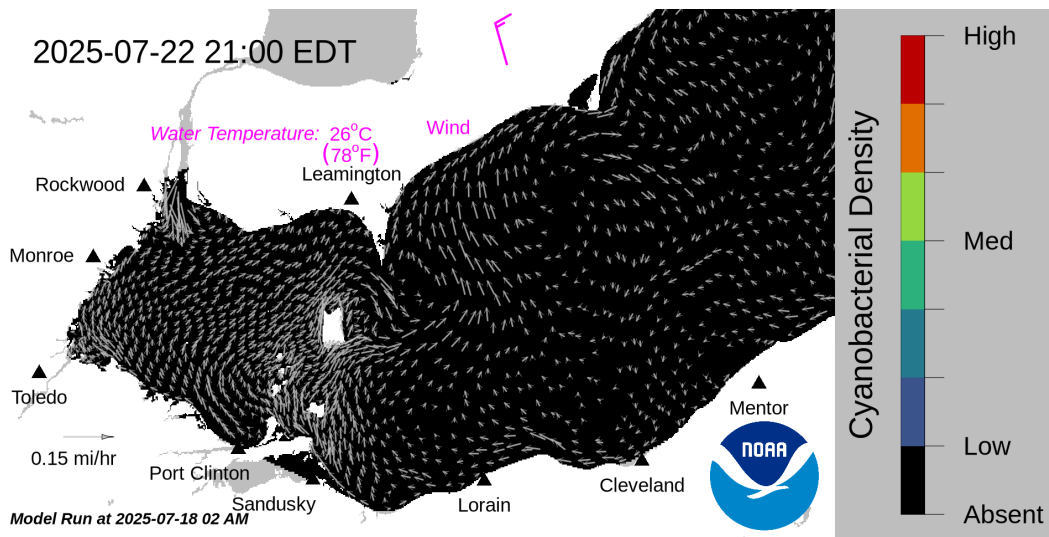 2025-07-22 21:00 EDT
High
Wind
Water Temperature: 26°C
(78°F)
Leamington
Rockwood
Monroe
Med
Cyanobacterial Density
Toledo
Mentor
NOAA
Low
0.15 mi/hr
Port Clinton
Cleveland
Sandusky
Lorain
Model Run at 2025-07-18 02 AM
Absent